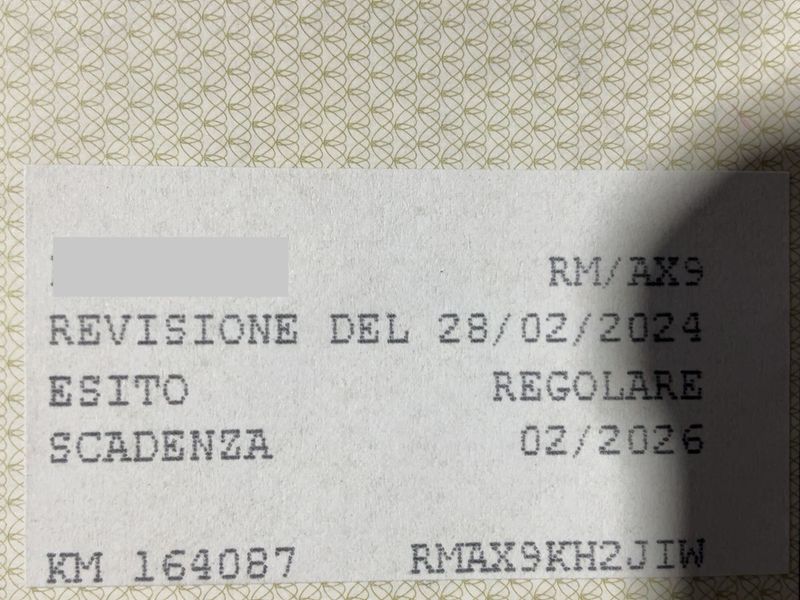 RM/AX9
REVISIONE DEL 28/02/2024
ESITO REGOLARE
SCADENZA 02/2026
KM 164087 RMAX9KH2JIW